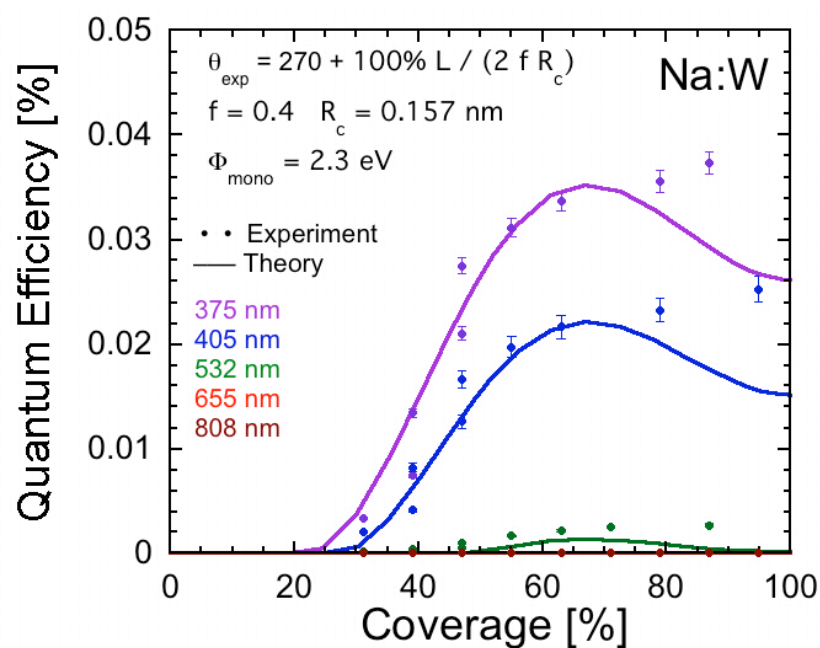 Na:W
θexp = 270 + 100% L / (2 f Rc)
f = 0.4 Rc = 0.157 nm
Φmono = 2.3 eV
• • Experiment
— Theory
375 nm
405 nm
532 nm
655 nm
808 nm
Quantum Efficiency [%]
0.05
0.04
0.03
0.02
0.01
0
0 20 40 60 80 100
Coverage [%]